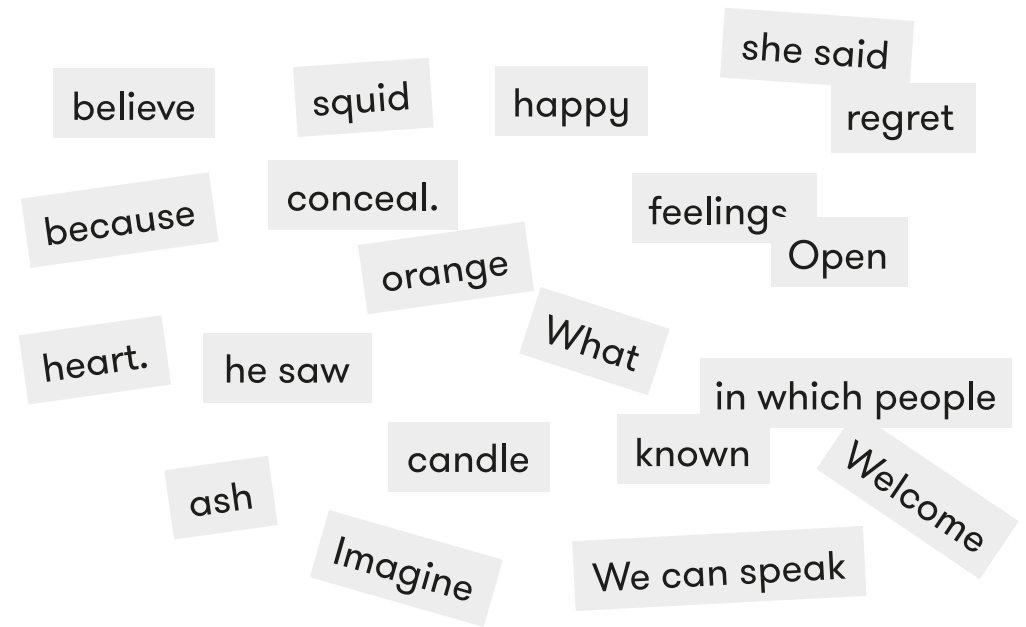 she said
believe
squid
happy
regret
because
conceal.
feelings
orange
Open
heart.
he saw
What
in which people
candle
known
Welcome
ash
Imagine
We can speak